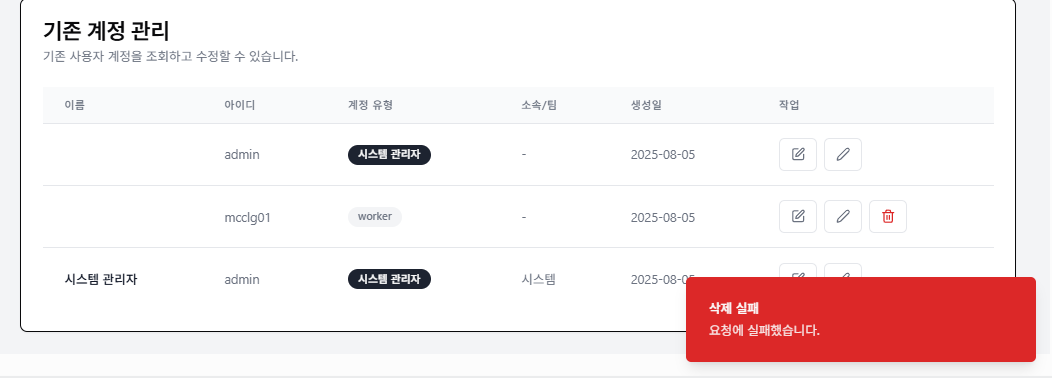 기존 계정 관리
기존 사용자 계정을 조회하고 수정할 수 있습니다.
이름 아이디 계정 유형 소속/팀 생성일 작업
admin 시스템 관리자 - 2025-08-05
mcclg01 worker - 2025-08-05
시스템 관리자 admin 시스템 관리자 시스템 2025-08-05
삭제 실패
요청에 실패했습니다.